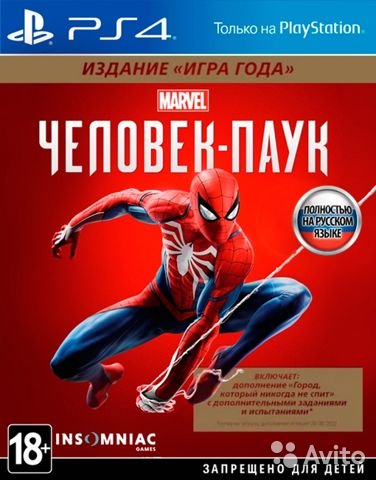 PS4
Только на PlayStation®
ИЗДАНИЕ «ИГРА ГОДА»
MARVEL
ЧЕЛОВЕК-ПАУК
ПОЛНОСТЬЮ
НА РУССКОМ
ЯЗЫКЕ
ВКЛЮЧАЕТ:
дополнение «Город,
который никогда не спит»
с дополнительными заданиями
и испытаниями*
18+
INSOMNIAC
GAMES
Avito
ЗАПРЕЩЕНО ДЛЯ ДЕТЕЙ